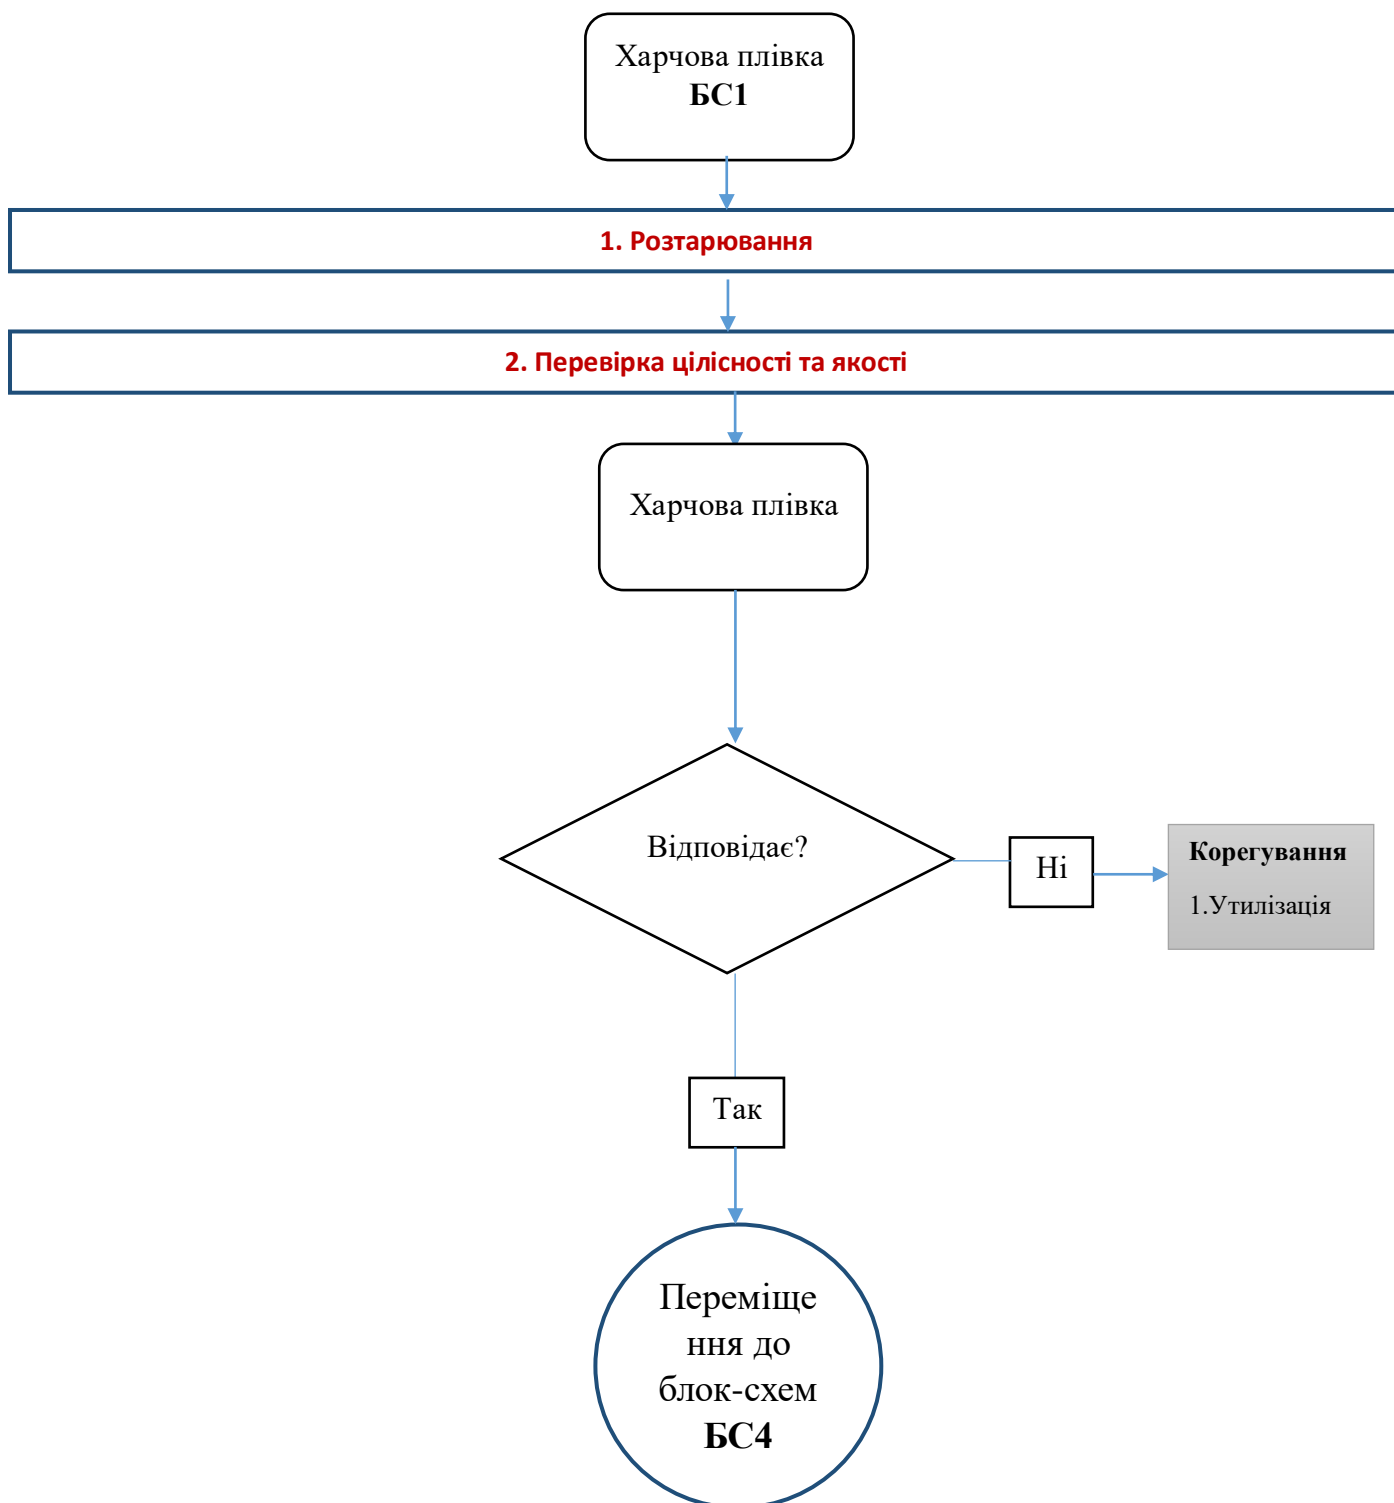 Харчова плівка
БС1
1. Розтарювання
2. Перевірка цілісності та якості
Харчова плівка
Відповідає?
Ні
Корегування
1.Утилізація
Так
Переміще
ння до
блок-схем
БС4